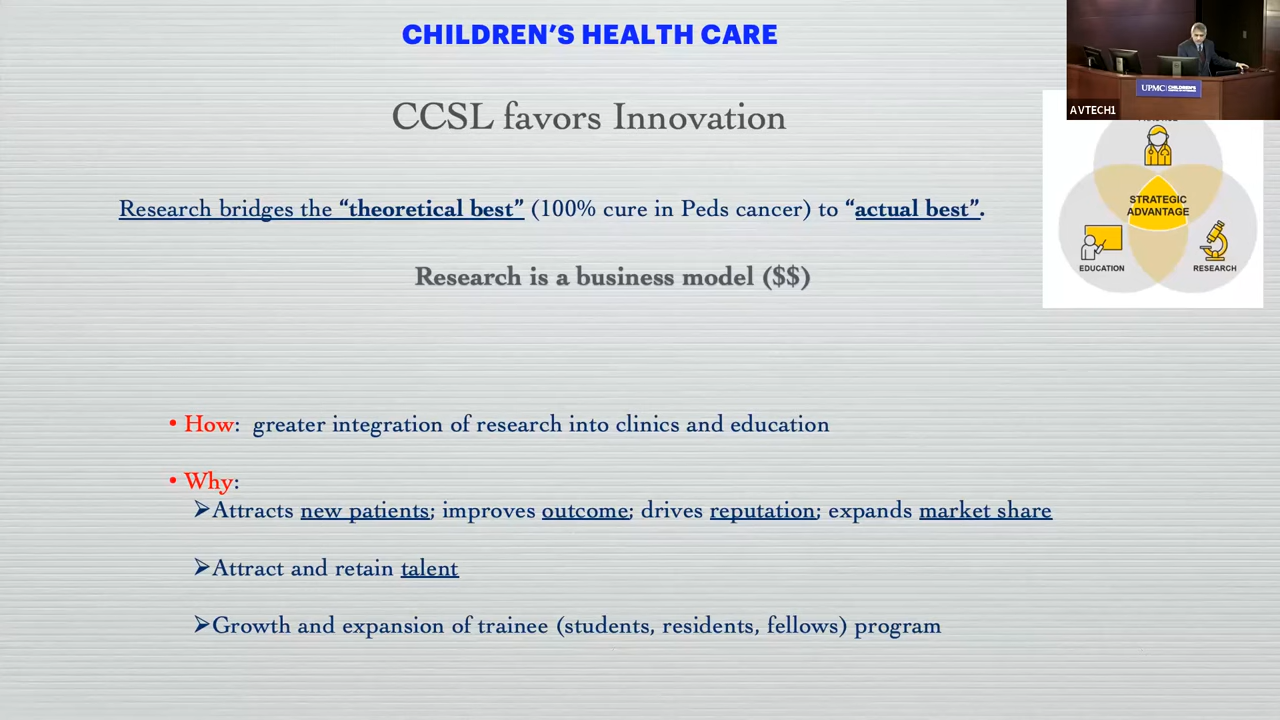 CHILDREN'S HEALTH CARE
CCSL favors Innovation
Research bridges the “theoretical best” (100% cure in Peds cancer) to “actual best”.
Research is a business model ($$)
• How:  greater integration of research into clinics and education
• Why:
➢Attracts new patients; improves outcome; drives reputation; expands market share
➢Attract and retain talent
➢Growth and expansion of trainee (students, residents, fellows) program
UPMC CHILDREN'S
AVTECH1
STRATEGIC
ADVANTAGE
EDUCATION
RESEARCH